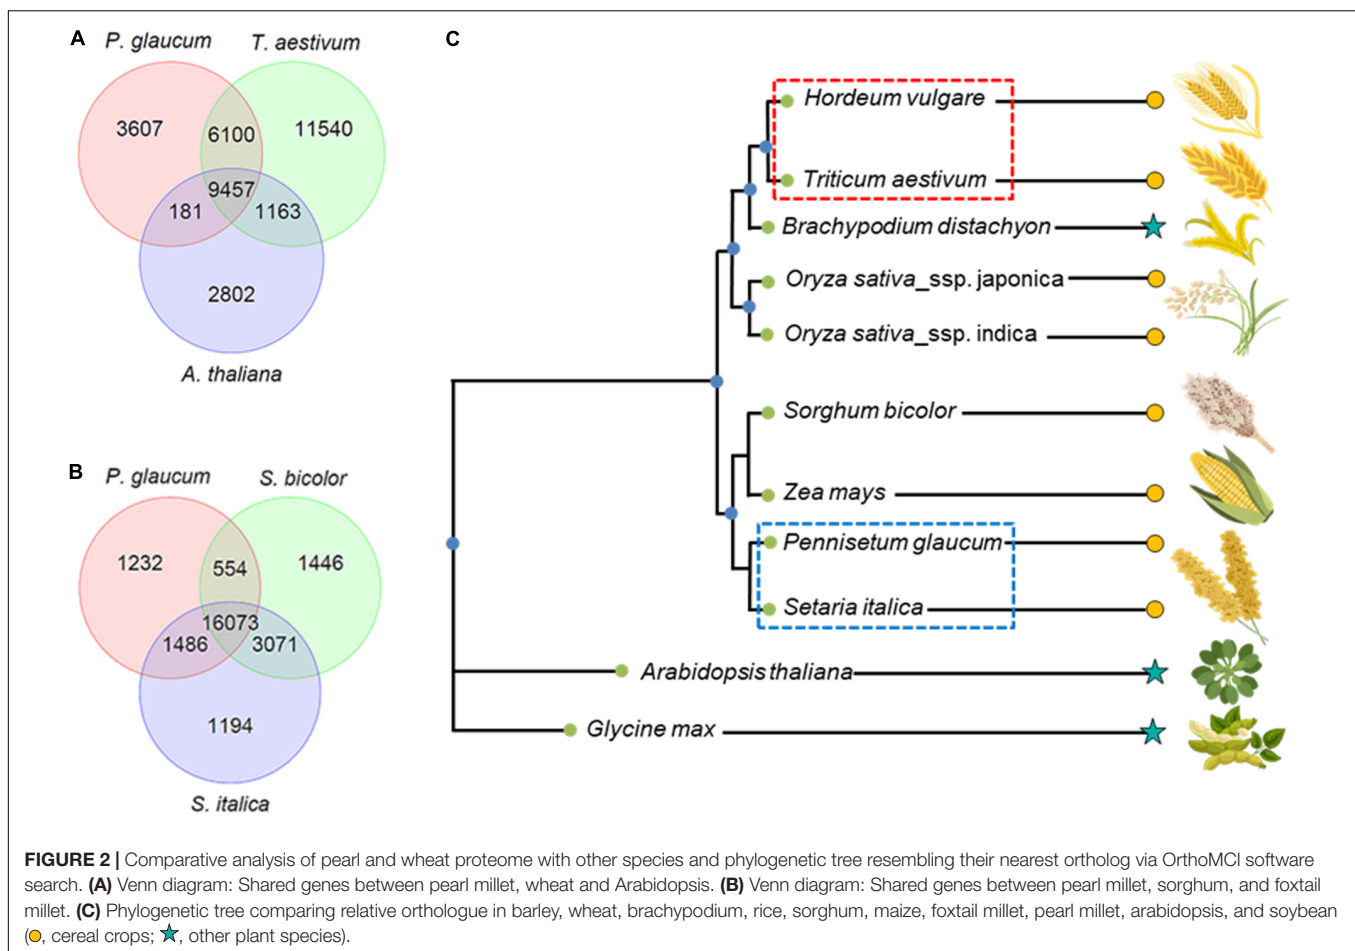 A
P. glaucum
T. aestivum
3607
6100
11540
9457
181
1163
2802
A. thaliana
B
P. glaucum
S. bicolor
1232
554
1446
16073
1486
3071
1194
S. italica
C
Hordeum vulgare
Triticum aestivum
Brachypodium distachyon
Oryza sativa_ssp. japonica
Oryza sativa_ssp. indica
Sorghum bicolor
Zea mays
Pennisetum glaucum
Setaria italica
Arabidopsis thaliana
Glycine max
FIGURE 2 | Comparative analysis of pearl and wheat proteome with other species and phylogenetic tree resembling their nearest ortholog via OrthoMCl software
search. (A) Venn diagram: Shared genes between pearl millet, wheat and Arabidopsis. (B) Venn diagram: Shared genes between pearl millet, sorghum, and foxtail
millet. (C) Phylogenetic tree comparing relative orthologue in barley, wheat, brachypodium, rice, sorghum, maize, foxtail millet, pearl millet, arabidopsis, and soybean
(●, cereal crops; ★, other plant species).